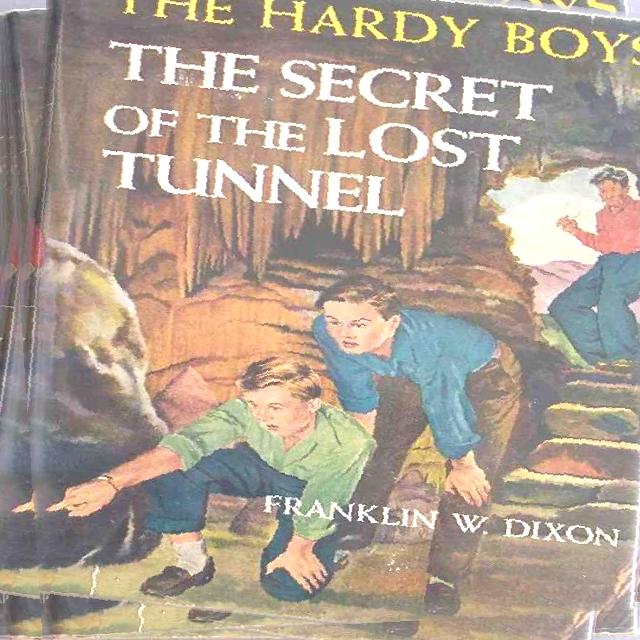 THE HARDY BOYS
THE SECRET
OF THE LOST
TUNNEL
FRANKLIN W. DIXON